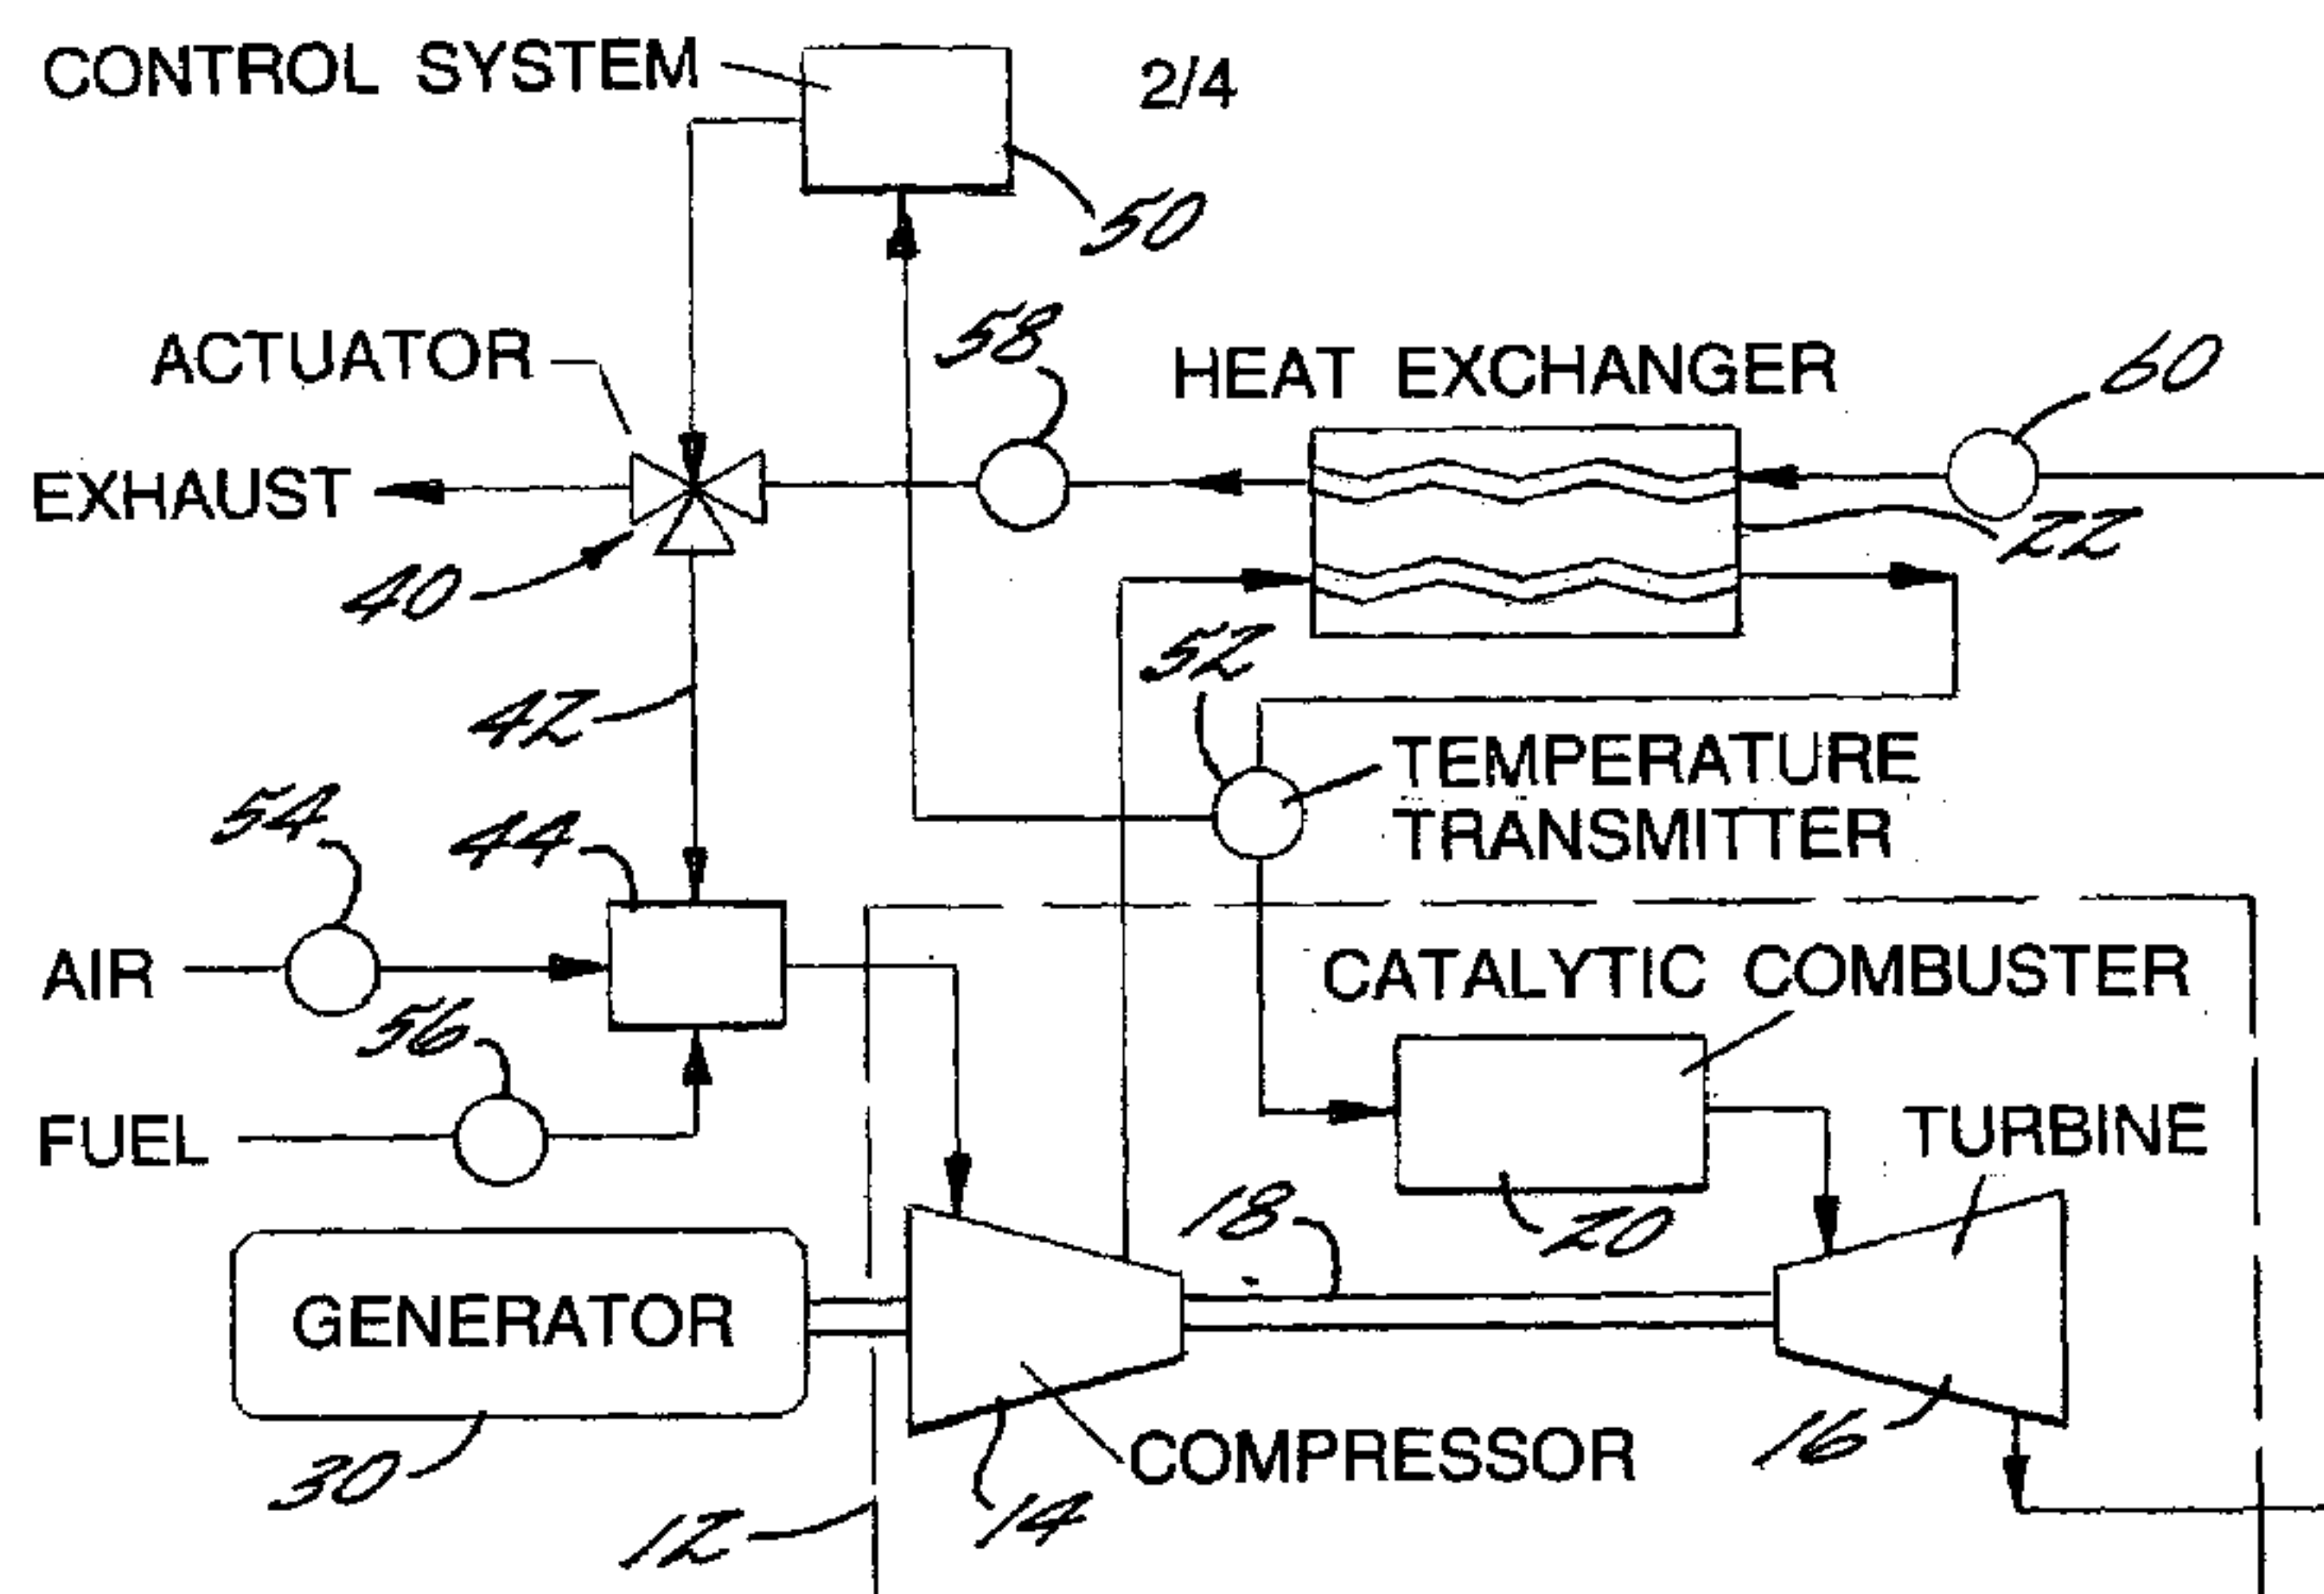 CONTROL SYSTEM
2/4
50
58
ACTUATOR
HEAT EXCHANGER
60
EXHAUST
22
40
52
42
TEMPERATURE
TRANSMITTER
54
44
AIR
CATALYTIC COMBUSTER
56
FUEL
TURBINE
18
20
GENERATOR
COMPRESSOR
16
30
14
12